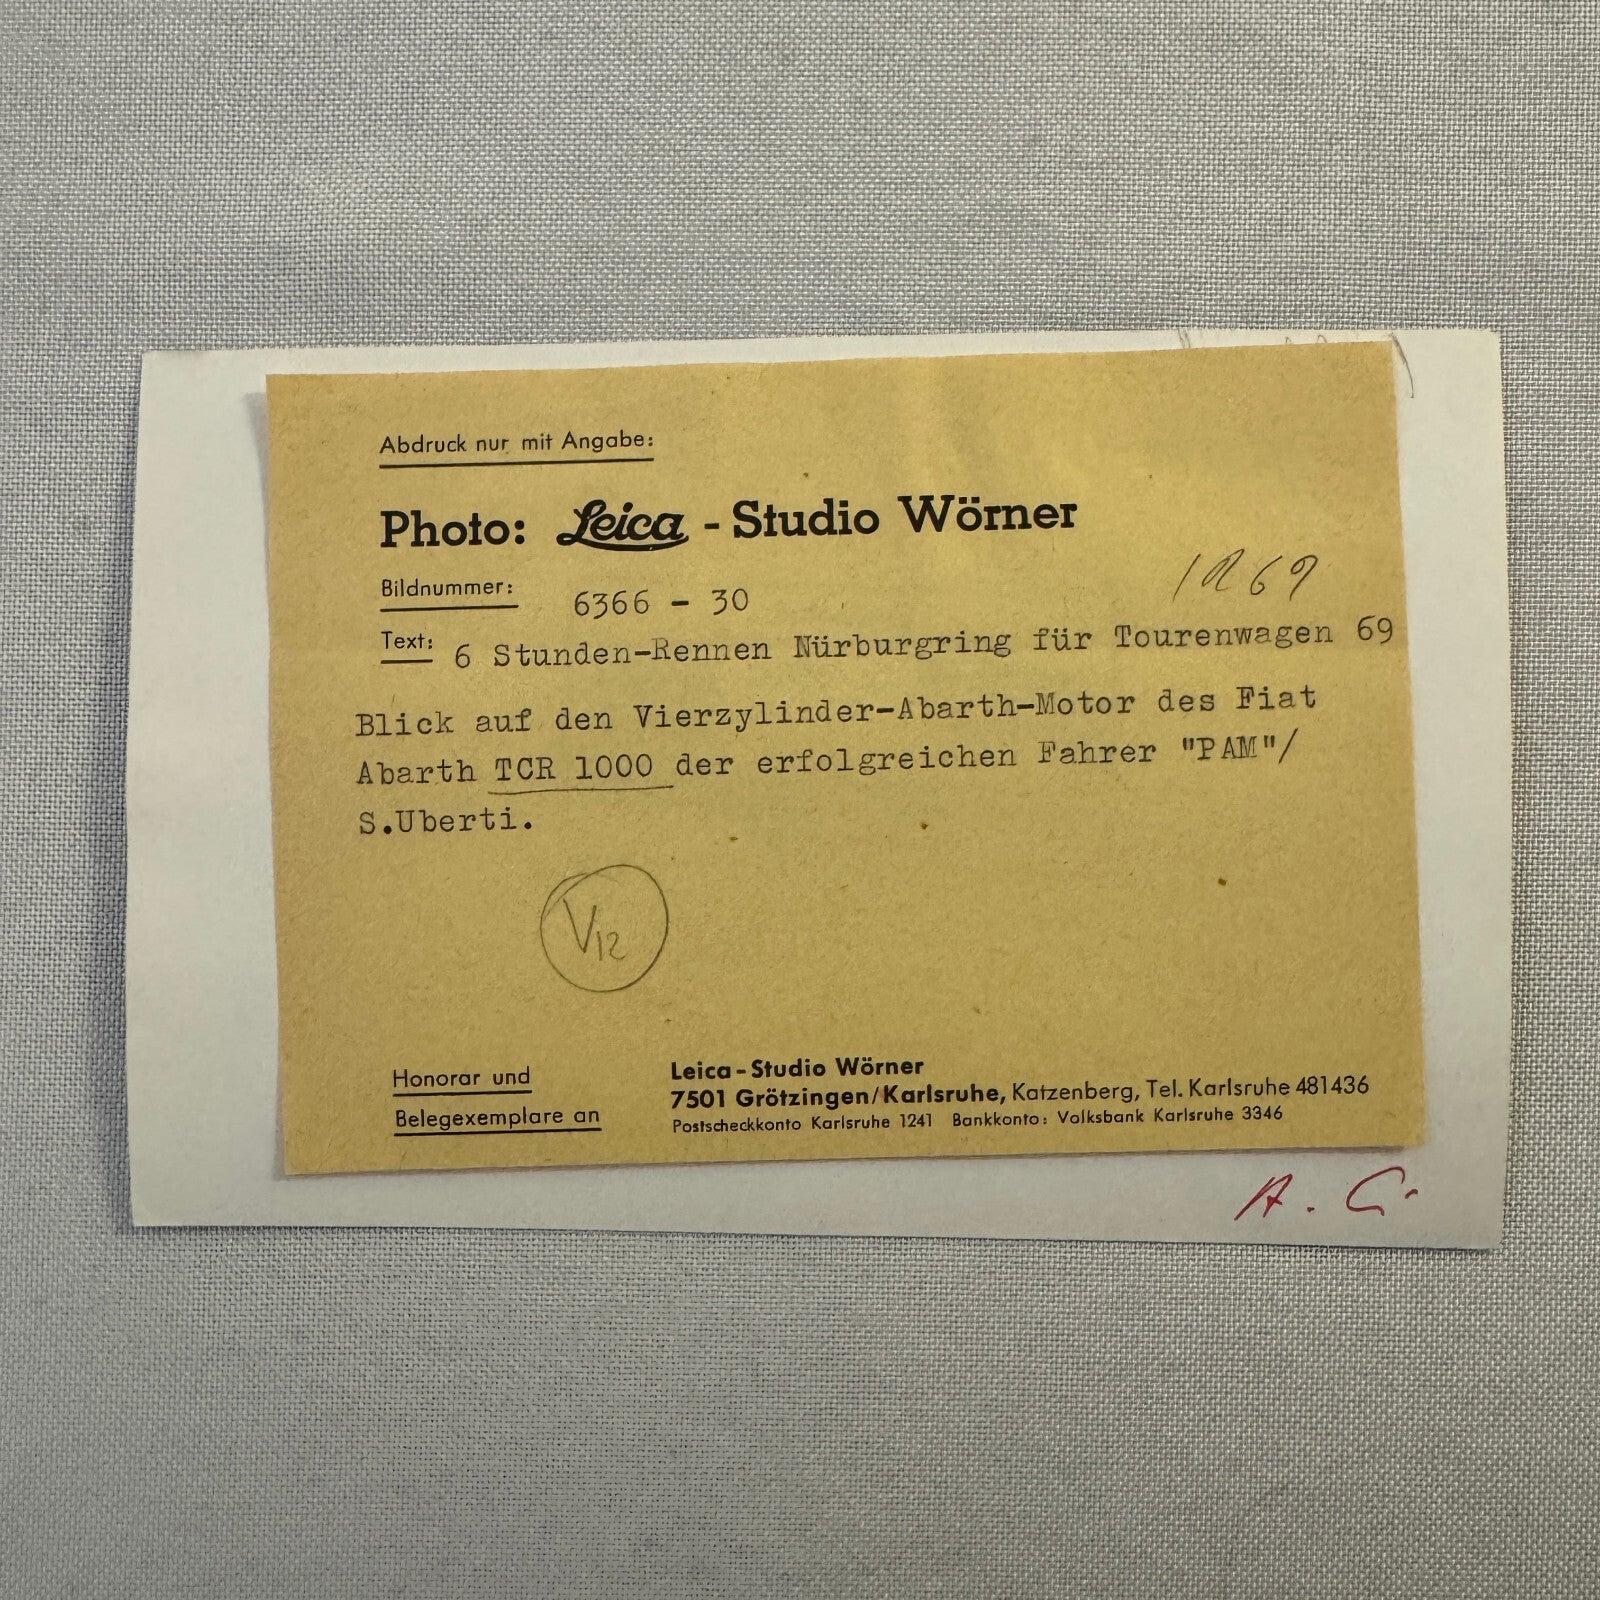 Abdruck nur mit Angabe:
Photo: Leica - Studio Wörner
Bildnummer: 6366 - 30
Text: 6 Stunden-Rennen Nürburgring für Tourenwagen 69
Blick auf den Vierzylinder-Abarth-Motor des Fiat
Abarth TCR 1000 der erfolgreichen Fahrer "PAM"/
S.Uberti.
V12
Honorar und
Belegexemplare an
Leica - Studio Wörner
7501 Grötzingen/Karlsruhe, Katzenberg, Tel. Karlsruhe 481436
Postscheckkonto Karlsruhe 1241 Bankkonto: Volksbank Karlsruhe 3346